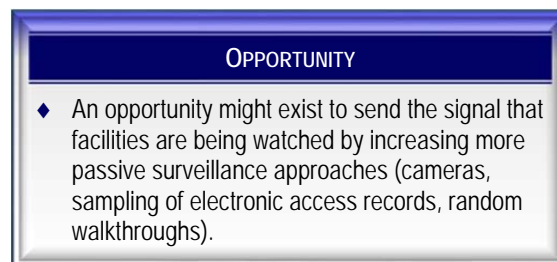 OPPORTUNITY
♦ An opportunity might exist to send the signal that
facilities are being watched by increasing more
passive surveillance approaches (cameras,
sampling of electronic access records, random
walkthroughs).